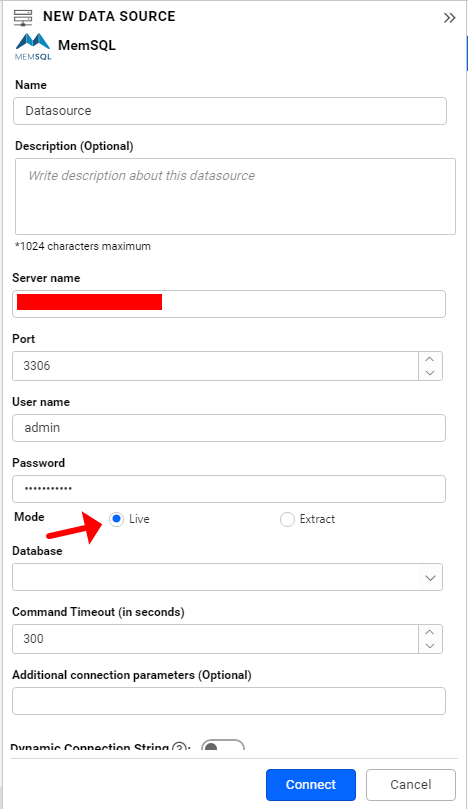 NEW DATA SOURCE
MEMSQL MemSQL
Name
Datasource
Description (Optional)
Write description about this datasource
*1024 characters maximum
Server name
Port
3306
User name
admin
Password
•••••••••••
Mode Live Extract
Database
Command Timeout (in seconds)
300
Additional connection parameters (Optional)
Dynamic Connection String ? :
Connect Cancel